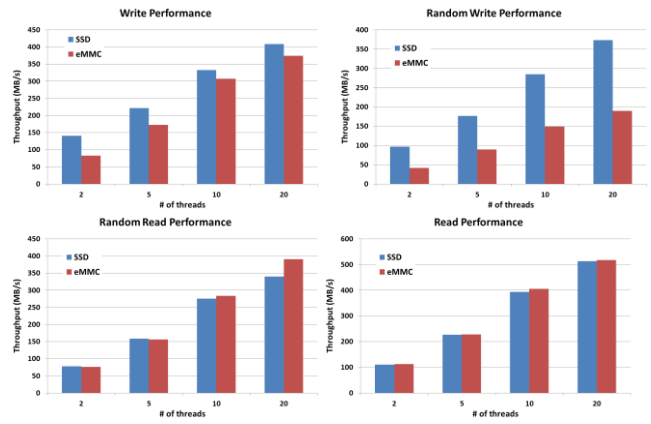 Write Performance
450
400
350
300
250
200
150
100
50
0
Throughput (MB/s)
SSD
eMMC
2 5 10 20
# of threads
Random Write Performance
400
350
300
250
200
150
100
50
0
Throughput (MB/s)
SSD
eMMC
2 5 10 20
# of threads
Random Read Performance
450
400
350
300
250
200
150
100
50
0
Throughput (MB/s)
SSD
eMMC
2 5 10 20
# of threads
Read Performance
600
500
400
300
200
100
0
Throughput (MB/s)
SSD
eMMC
2 5 10 20
# of threads